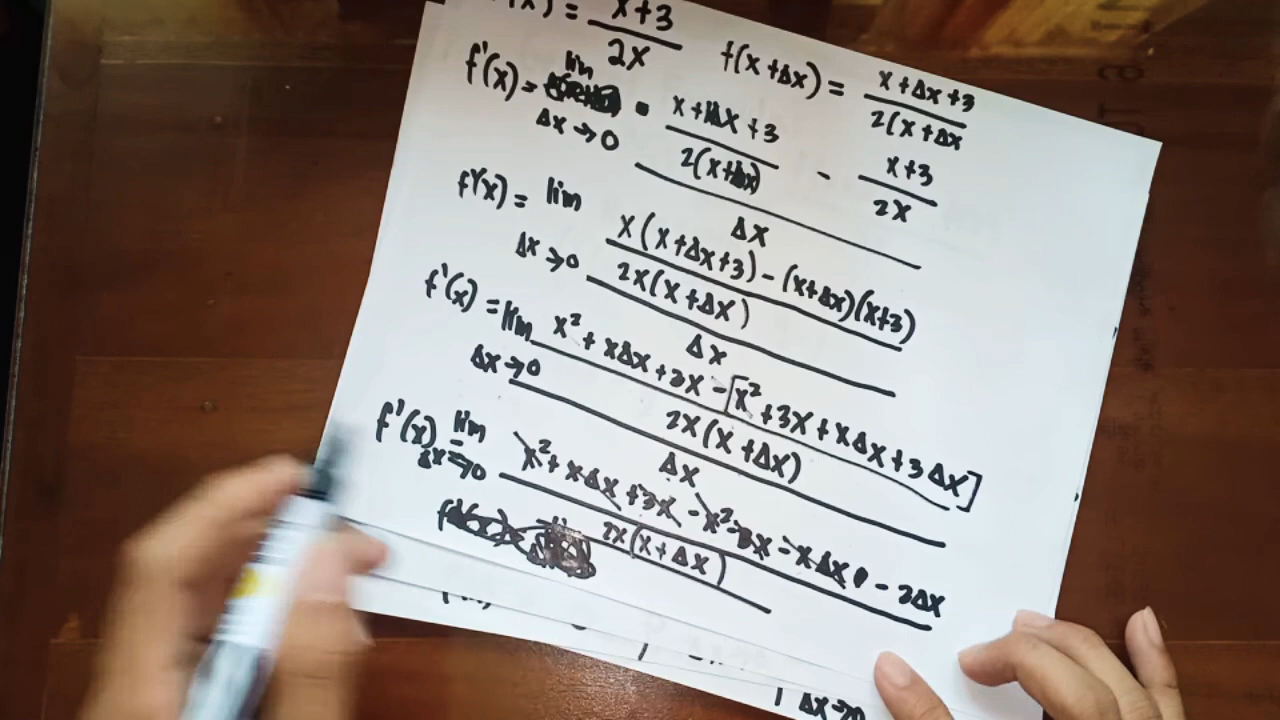 (x) = x+3 / 2x f(x+Δx) = x+Δx+3 / 2(x+Δx
f'(x) = lim Δx→0 x+Δx+3 / 2(x+Δx) - x+3 / 2x / Δx
f'(x) = lim Δx→0 x(x+Δx+3) - (x+Δx)(x+3) / 2x(x+Δx) / Δx
f'(x) = lim Δx→0 x²+xΔx+3x-[x²+3x+xΔx+3Δx] / 2x(x+Δx) / Δx
f'(x) = lim Δx→0 x²+xΔx+3x-x²-3x-xΔx-3Δx / 2x(x+Δx)
Δx→0